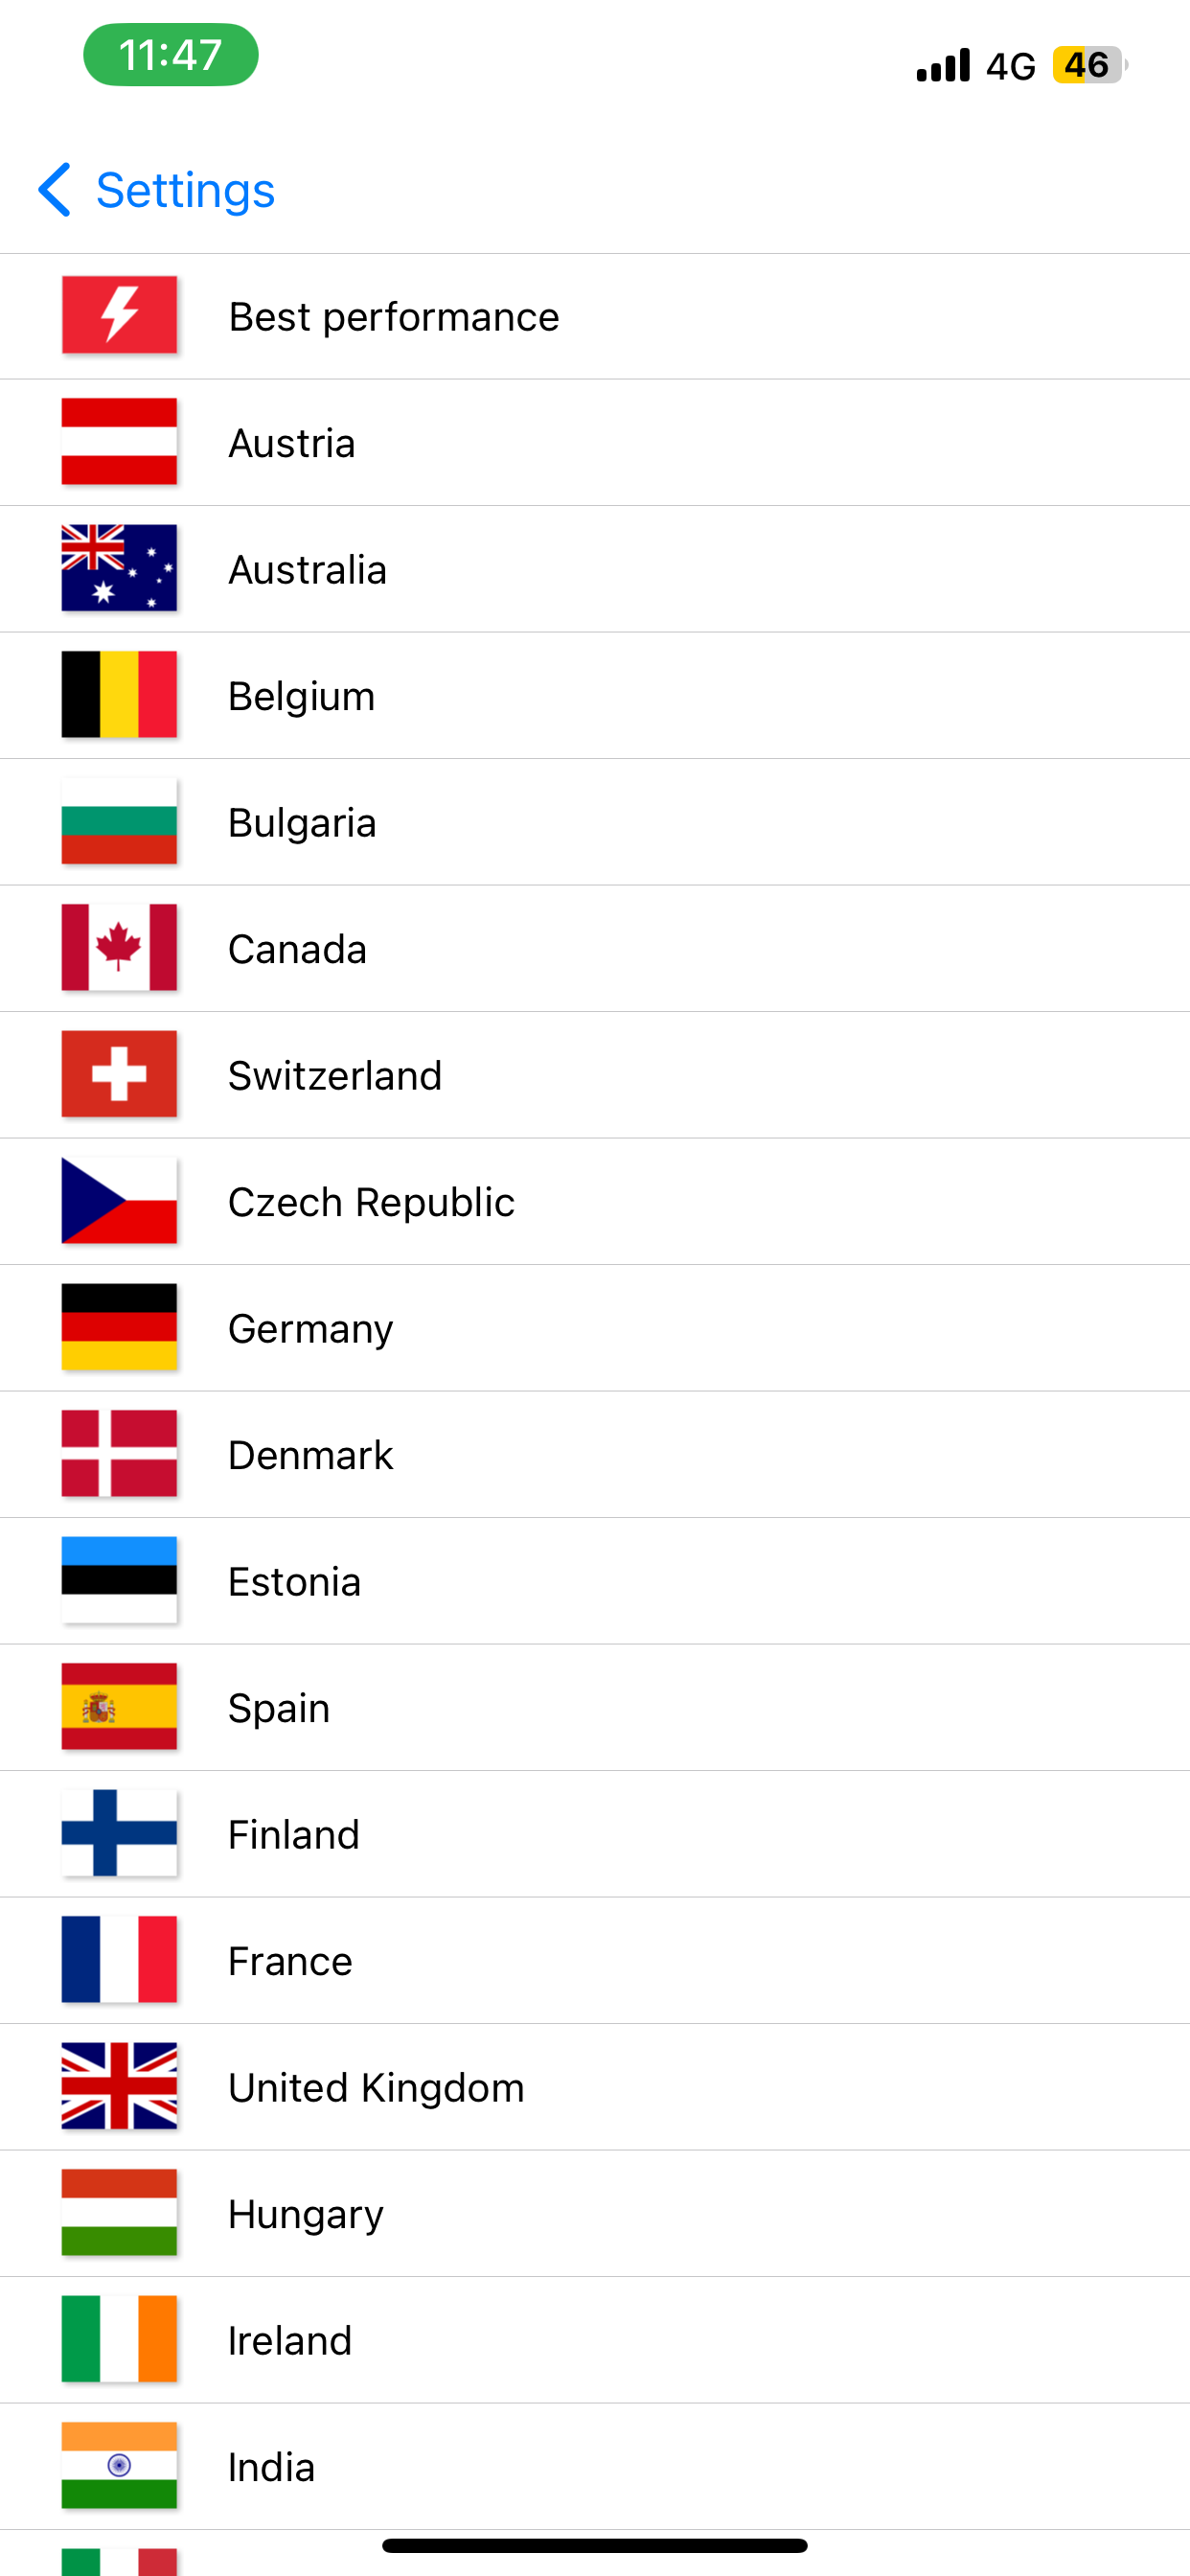 11:47
4G 46
Settings
Best performance
Austria
Australia
Belgium
Bulgaria
Canada
Switzerland
Czech Republic
Germany
Denmark
Estonia
Spain
Finland
France
United Kingdom
Hungary
Ireland
India